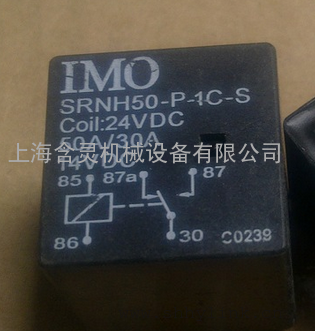 IMO
SRNH50-P-1C-S
Coil:24VDC
/30A
上海含灵机械设备有限公司
85 87a 87
86 30 C0239